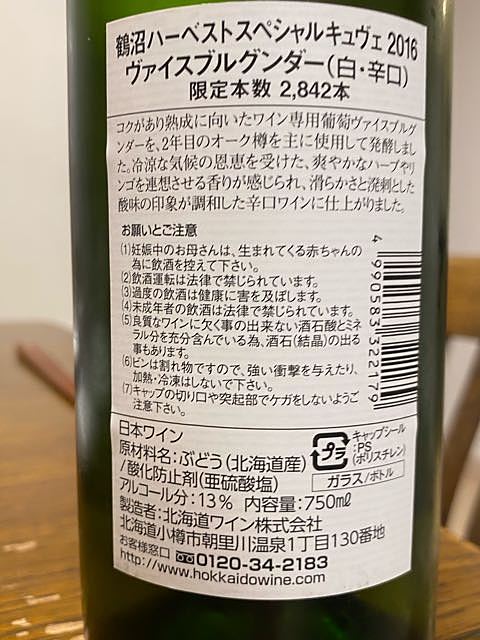 鶴沼ハーベストスペシャルキュヴェ 2016
ヴァイスブルグンダー(白・辛口)
限定本数 2,842本
コクがあり熟成に向いたワイン専用葡萄ヴァイスブルグ
ンダーを、2年目のオーク樽を主に使用して発酵しまし
た。冷涼な気候の恩恵を受けた、爽やかなハーブやリ
ンゴを連想させる香りが感じられ、滑らかさと溌剌とした
酸味の印象が調和した辛口ワインに仕上がりました。
お願いとご注意
(1)妊娠中のお母さんは、生まれてくる赤ちゃんの
為に飲酒を控えて下さい。
(2)飲酒運転は法律で禁じられています。
(3)過度の飲酒は健康に害を及ぼします。
(4)未成年者の飲酒は法律で禁じられています。
(5)良質なワインに欠く事の出来ない酒石酸とミネ
ラル分を充分含んでいる為、酒石(結晶)の出る
事もあります。
(6)ビンは割れ物ですので、強い衝撃を与えたり、
加熱・冷凍はしないで下さい。
(7)キャップの切り口や突起部でケガをしないようご
注意下さい。
4 990583 322179
日本ワイン
原材料名:ぶどう(北海道産)
/酸化防止剤(亜硫酸塩)
アルコール分:13% 内容量:750mℓ
製造者:北海道ワイン株式会社
北海道小樽市朝里川温泉1丁目130番地
お客様窓口 0120-34-2183
http://www.hokkaidowine.com
プラ
キャップシール
:PS
(ポリスチレン)
ガラス/ボトル